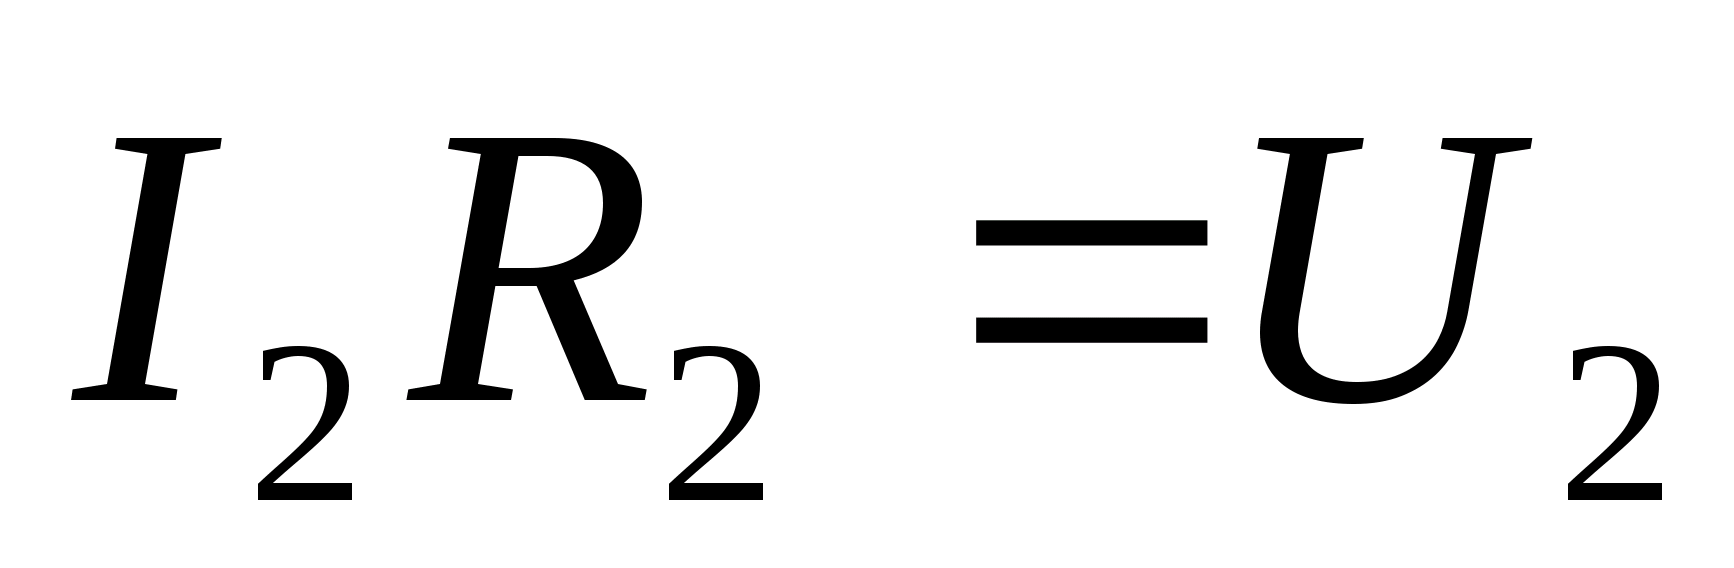 I₂R₂ = U₂